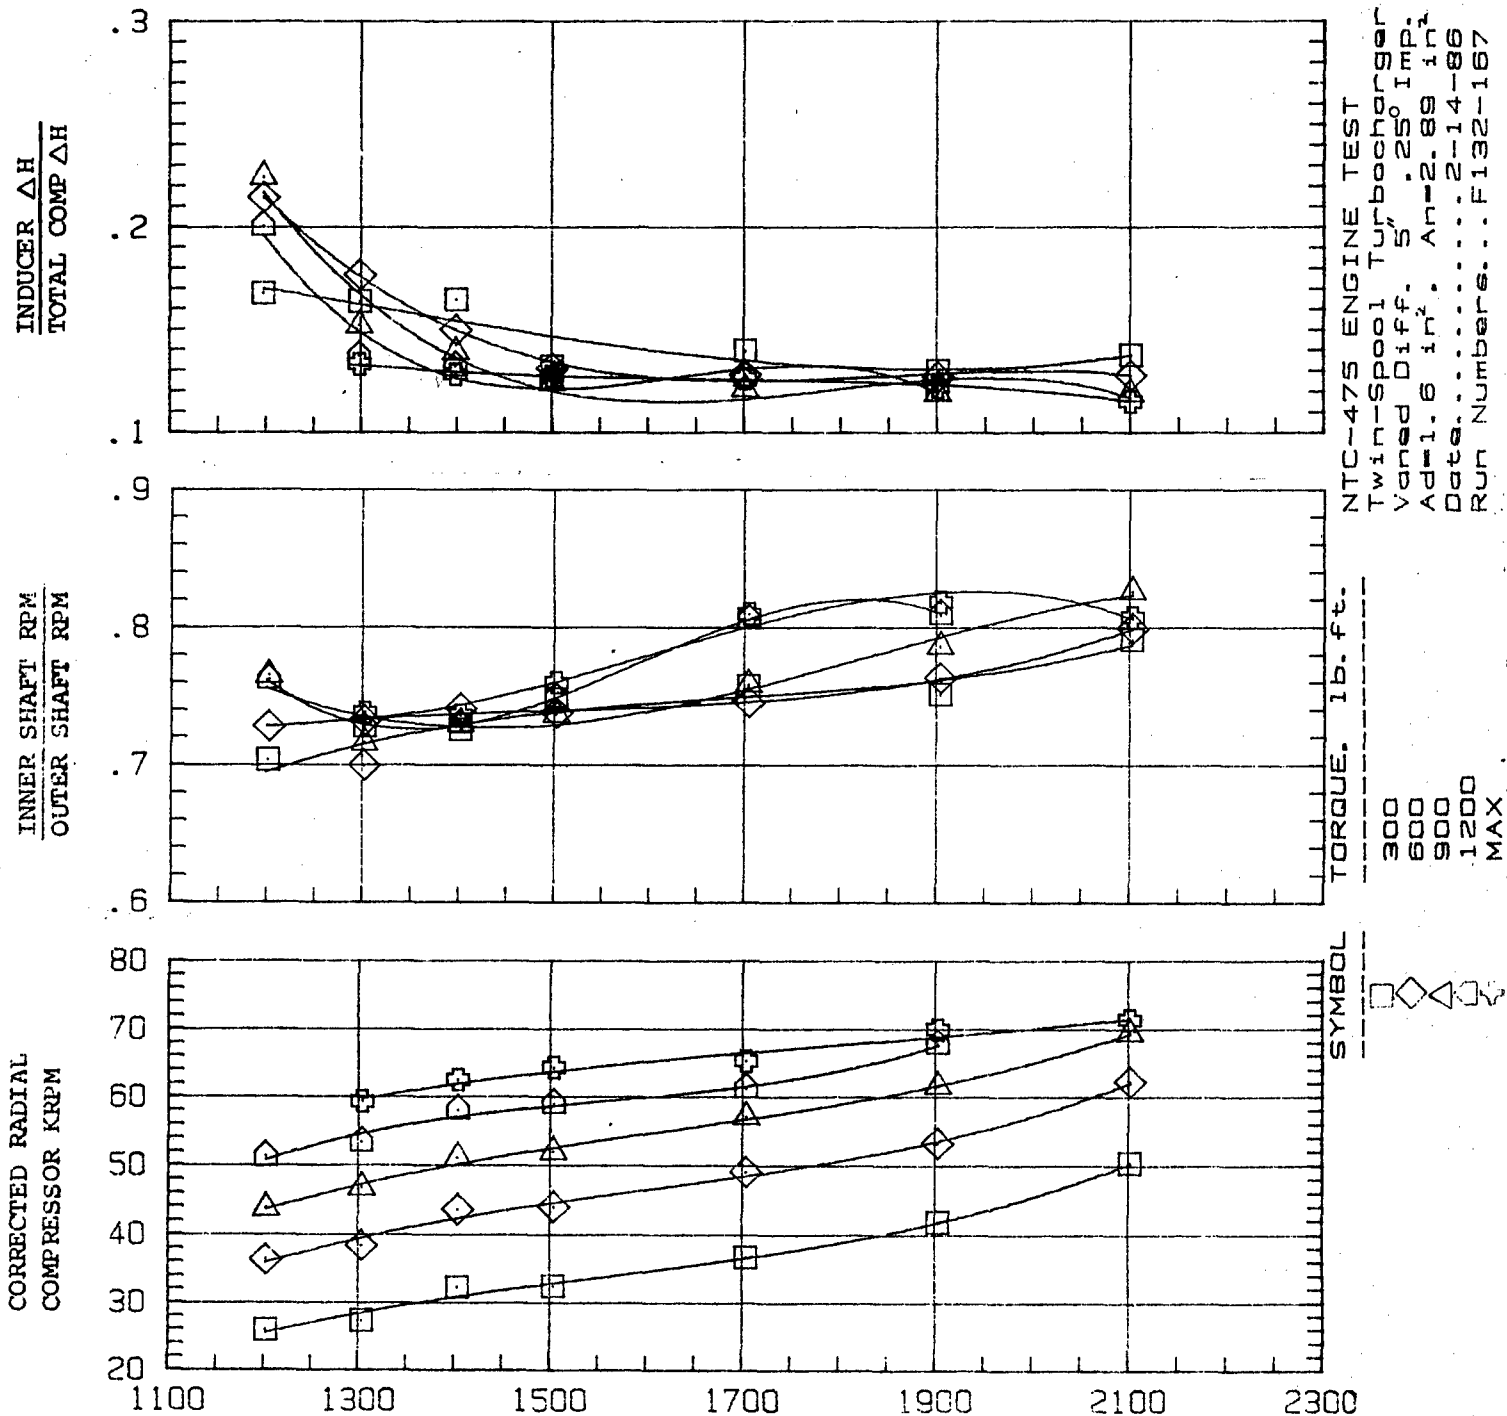 INDUCER △H
TOTAL COMP △H
.3
.2
.1
INNER SHAFT RPM
OUTER SHAFT RPM
.9
.8
.7
.6
CORRECTED RADIAL
COMPRESSOR KRPM
80
70
60
50
40
30
20
1100 1300 1500 1700 1900 2100 2300
NTC-475 ENGINE TEST
Twin-Spool Turbocharger
Vaned Diff. 5" .25° Imp.
Ad=1.6 in². An=2.89 in²
Date........... 2-14-86
Run Numbers...F132-167
SYMBOL TORQUE. lb. ft.
300
600
900
1200
MAX